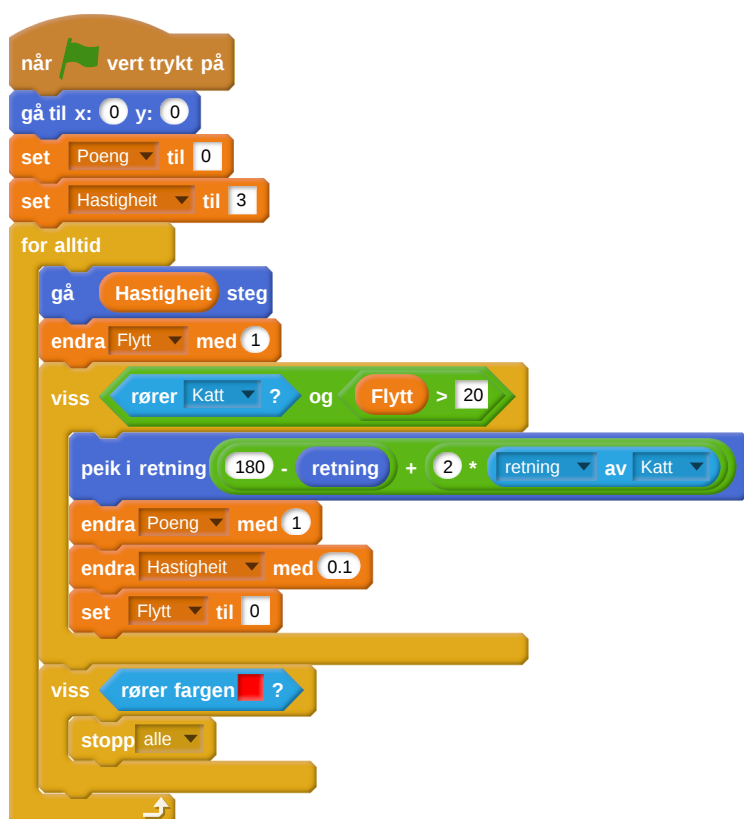 når vert trykt på
gå til x: 0 y: 0
set Poeng til 0
set Hastigheit til 3
for alltid
gå Hastigheit steg
endra Flytt med 1
viss rører Katt ? og Flytt > 20
peik i retning 180 - retning + 2 * retning av Katt
endra Poeng med 1
endra Hastigheit med 0.1
set Flytt til 0
viss rører fargen ?
stopp alle